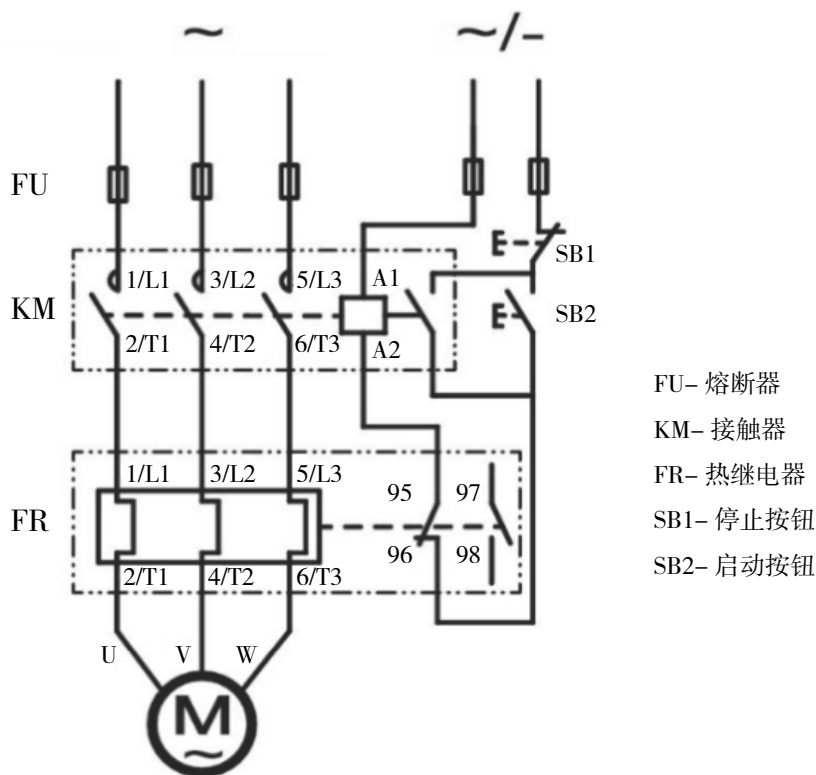 ~ ~/-
FU
SB1
1/L1 3/L2 5/L3 A1
KM SB2
2/T1 4/T2 6/T3 A2
FU– 熔断器
KM– 接触器
1/L1 3/L2 5/L3
FR– 热继电器
95 97
FR
SB1– 停止按钮
96 98
2/T1 4/T2 6/T3
SB2– 启动按钮
U V W
M
~